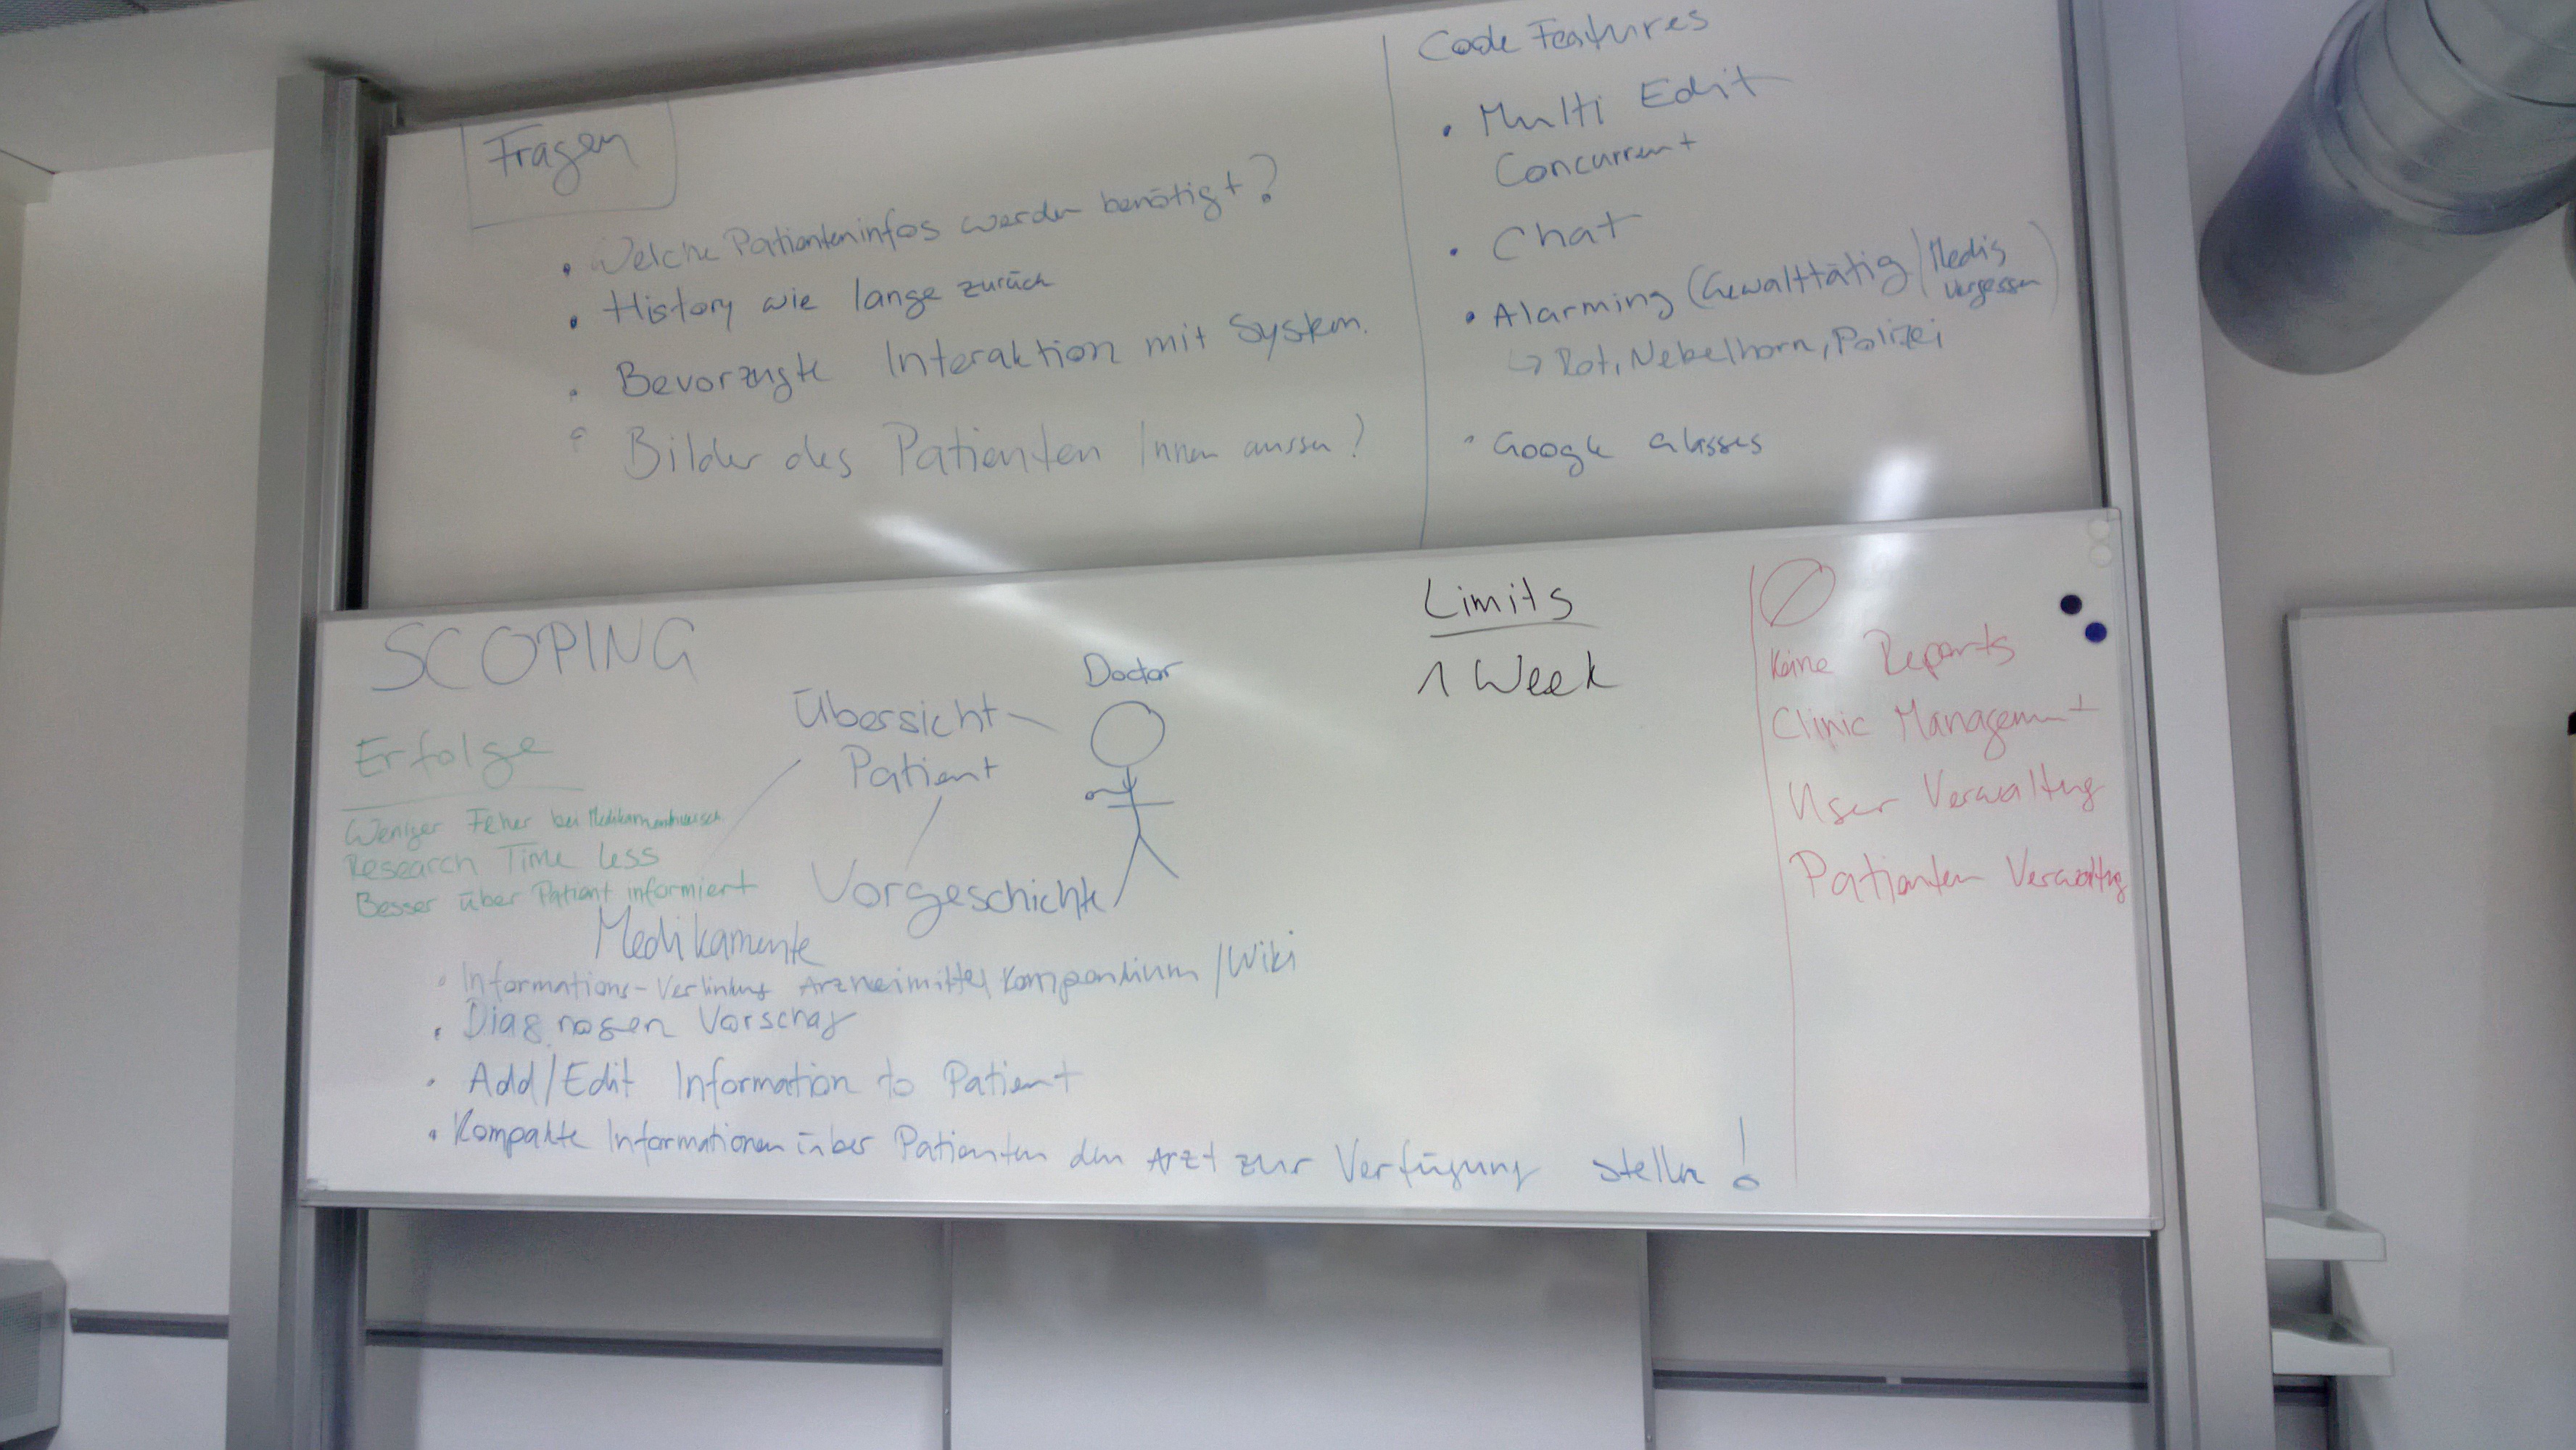 Fragen
• Welche Patienteninfos werden benötigt?
• History wie lange zurück
• Bevorzugte Interaktion mit System.
• Bilder des Patienten Innen aussen?
Code Features
• Multi Edit
Concurrent
• Chat
• Alarming (Gewalttätig / Medis
vergessen)
↳ Rot, Nebelhorn, Polizei
• Google Glasses
SCOPING
Erfolge
Weniger Feher bei
Research Time less
Besser über Patient informiert
Übersicht
Patient
Doctor
Vorgeschichte
Medikamente
• Informations-Verlinkung Arzneimittel Kompendium / Wiki
• Diagnosen Vorschag
• Add/Edit Information to Patient
• Kompakte Informationen über Patienten den Arzt zur Verfügung stellen!
Limits
1 Week
Keine Reports
Clinic Management
User Verwaltung
Patienten Verwaltung